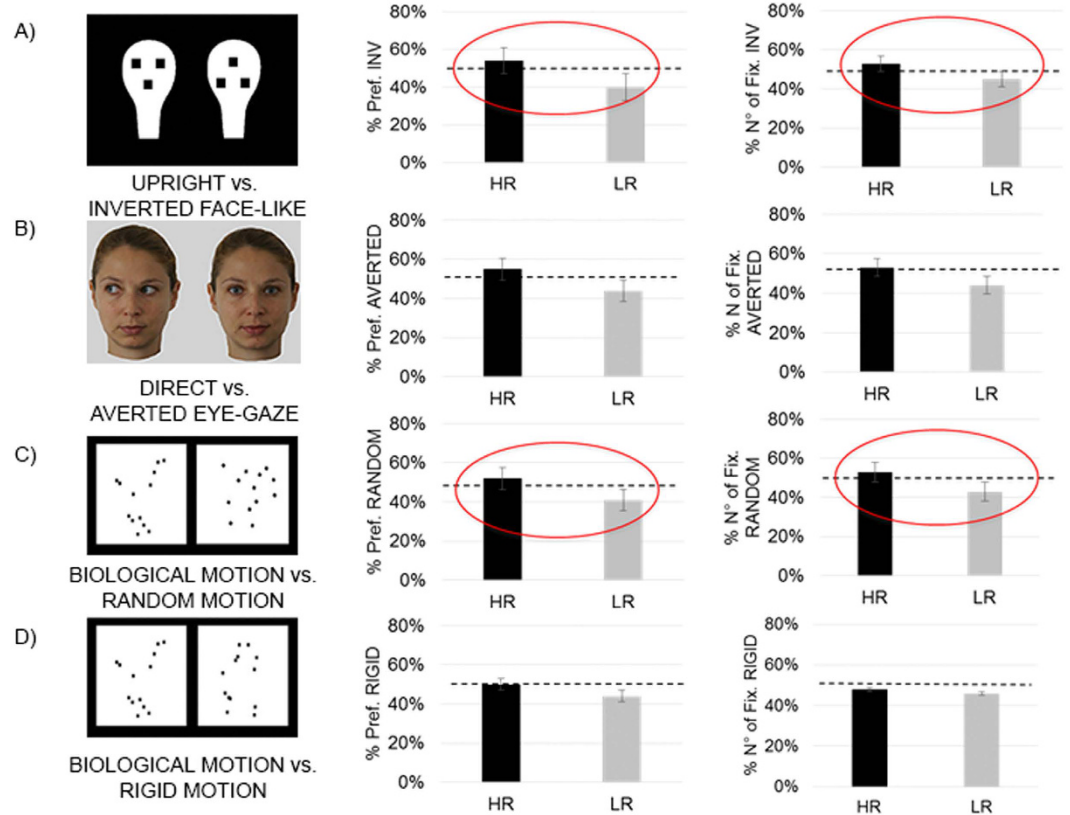 A)
UPRIGHT vs.
INVERTED FACE-LIKE
% Pref. INV
80%
60%
40%
20%
0%
HR
LR
% N° of Fix. INV
80%
60%
40%
20%
0%
HR
LR
B)
DIRECT vs.
AVERTED EYE-GAZE
% Pref. AVERTED
80%
60%
40%
20%
0%
HR
LR
% N of Fix.
AVERTED
80%
60%
40%
20%
0%
HR
LR
C)
BIOLOGICAL MOTION vs.
RANDOM MOTION
% Pref. RANDOM
80%
60%
40%
20%
0%
HR
LR
% N° of Fix.
RANDOM
80%
60%
40%
20%
0%
HR
LR
D)
BIOLOGICAL MOTION vs.
RIGID MOTION
% Pref. RIGID
80%
60%
40%
20%
0%
HR
LR
% N° of Fix. RIGID
80%
60%
40%
20%
0%
HR
LR